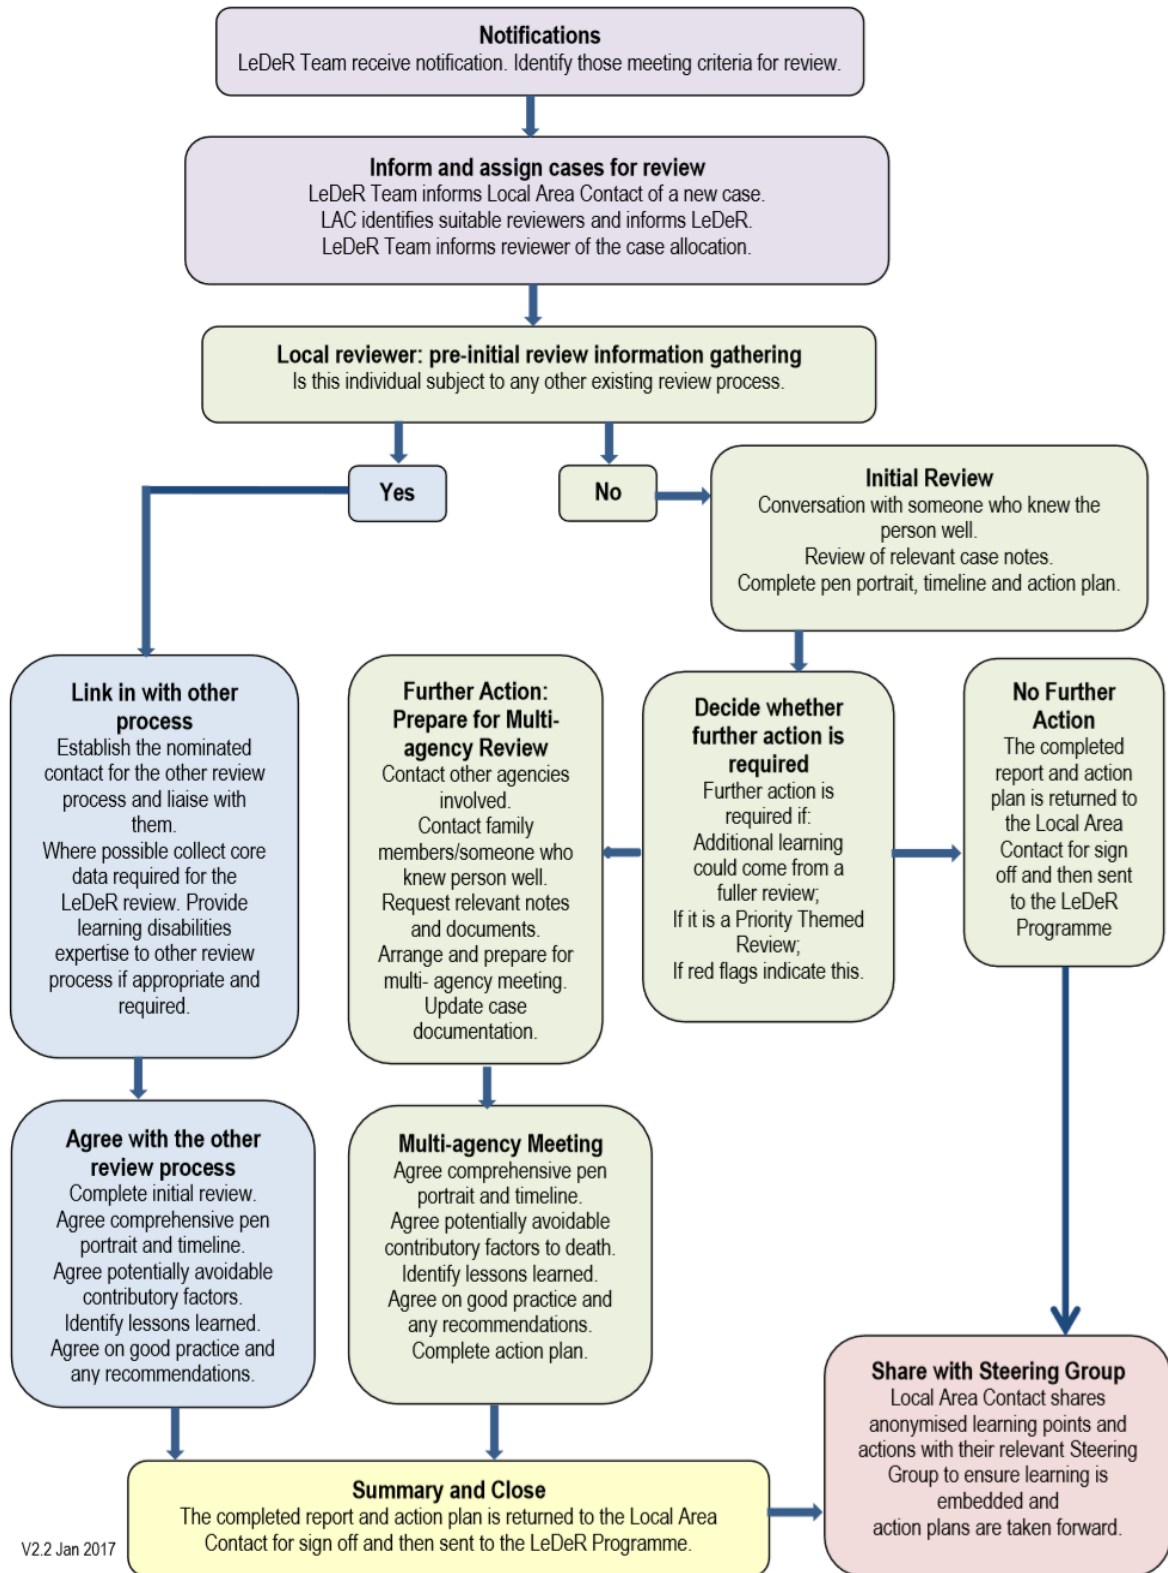 Notifications
LeDeR Team receive notification. Identify those meeting criteria for review.
Inform and assign cases for review
LeDeR Team informs Local Area Contact of a new case.
LAC identifies suitable reviewers and informs LeDeR.
LeDeR Team informs reviewer of the case allocation.
Local reviewer: pre-initial review information gathering
Is this individual subject to any other existing review process.
Yes
No
Initial Review
Conversation with someone who knew the
person well.
Review of relevant case notes.
Complete pen portrait, timeline and action plan.
Link in with other
process
Establish the nominated
contact for the other review
process and liaise with
them.
Where possible collect core
data required for the
LeDeR review. Provide
learning disabilities
expertise to other review
process if appropriate and
required.
Further Action:
Prepare for Multi-
agency Review
Contact other agencies
involved.
Contact family
members/someone who
knew person well.
Request relevant notes
and documents.
Arrange and prepare for
multi- agency meeting.
Update case
documentation.
Decide whether
further action is
required
Further action is
required if:
Additional learning
could come from a
fuller review;
If it is a Priority Themed
Review;
If red flags indicate this.
No Further
Action
The completed
report and action
plan is returned to
the Local Area
Contact for sign
off and then sent
to the LeDeR
Programme
Agree with the other
review process
Complete initial review.
Agree comprehensive pen
portrait and timeline.
Agree potentially avoidable
contributory factors.
Identify lessons learned.
Agree on good practice and
any recommendations.
Multi-agency Meeting
Agree comprehensive pen
portrait and timeline.
Agree potentially avoidable
contributory factors to death.
Identify lessons learned.
Agree on good practice and
any recommendations.
Complete action plan.
Share with Steering Group
Local Area Contact shares
anonymised learning points and
actions with their relevant Steering
Group to ensure learning is
embedded and
action plans are taken forward.
Summary and Close
The completed report and action plan is returned to the Local Area
Contact for sign off and then sent to the LeDeR Programme.
V2.2 Jan 2017